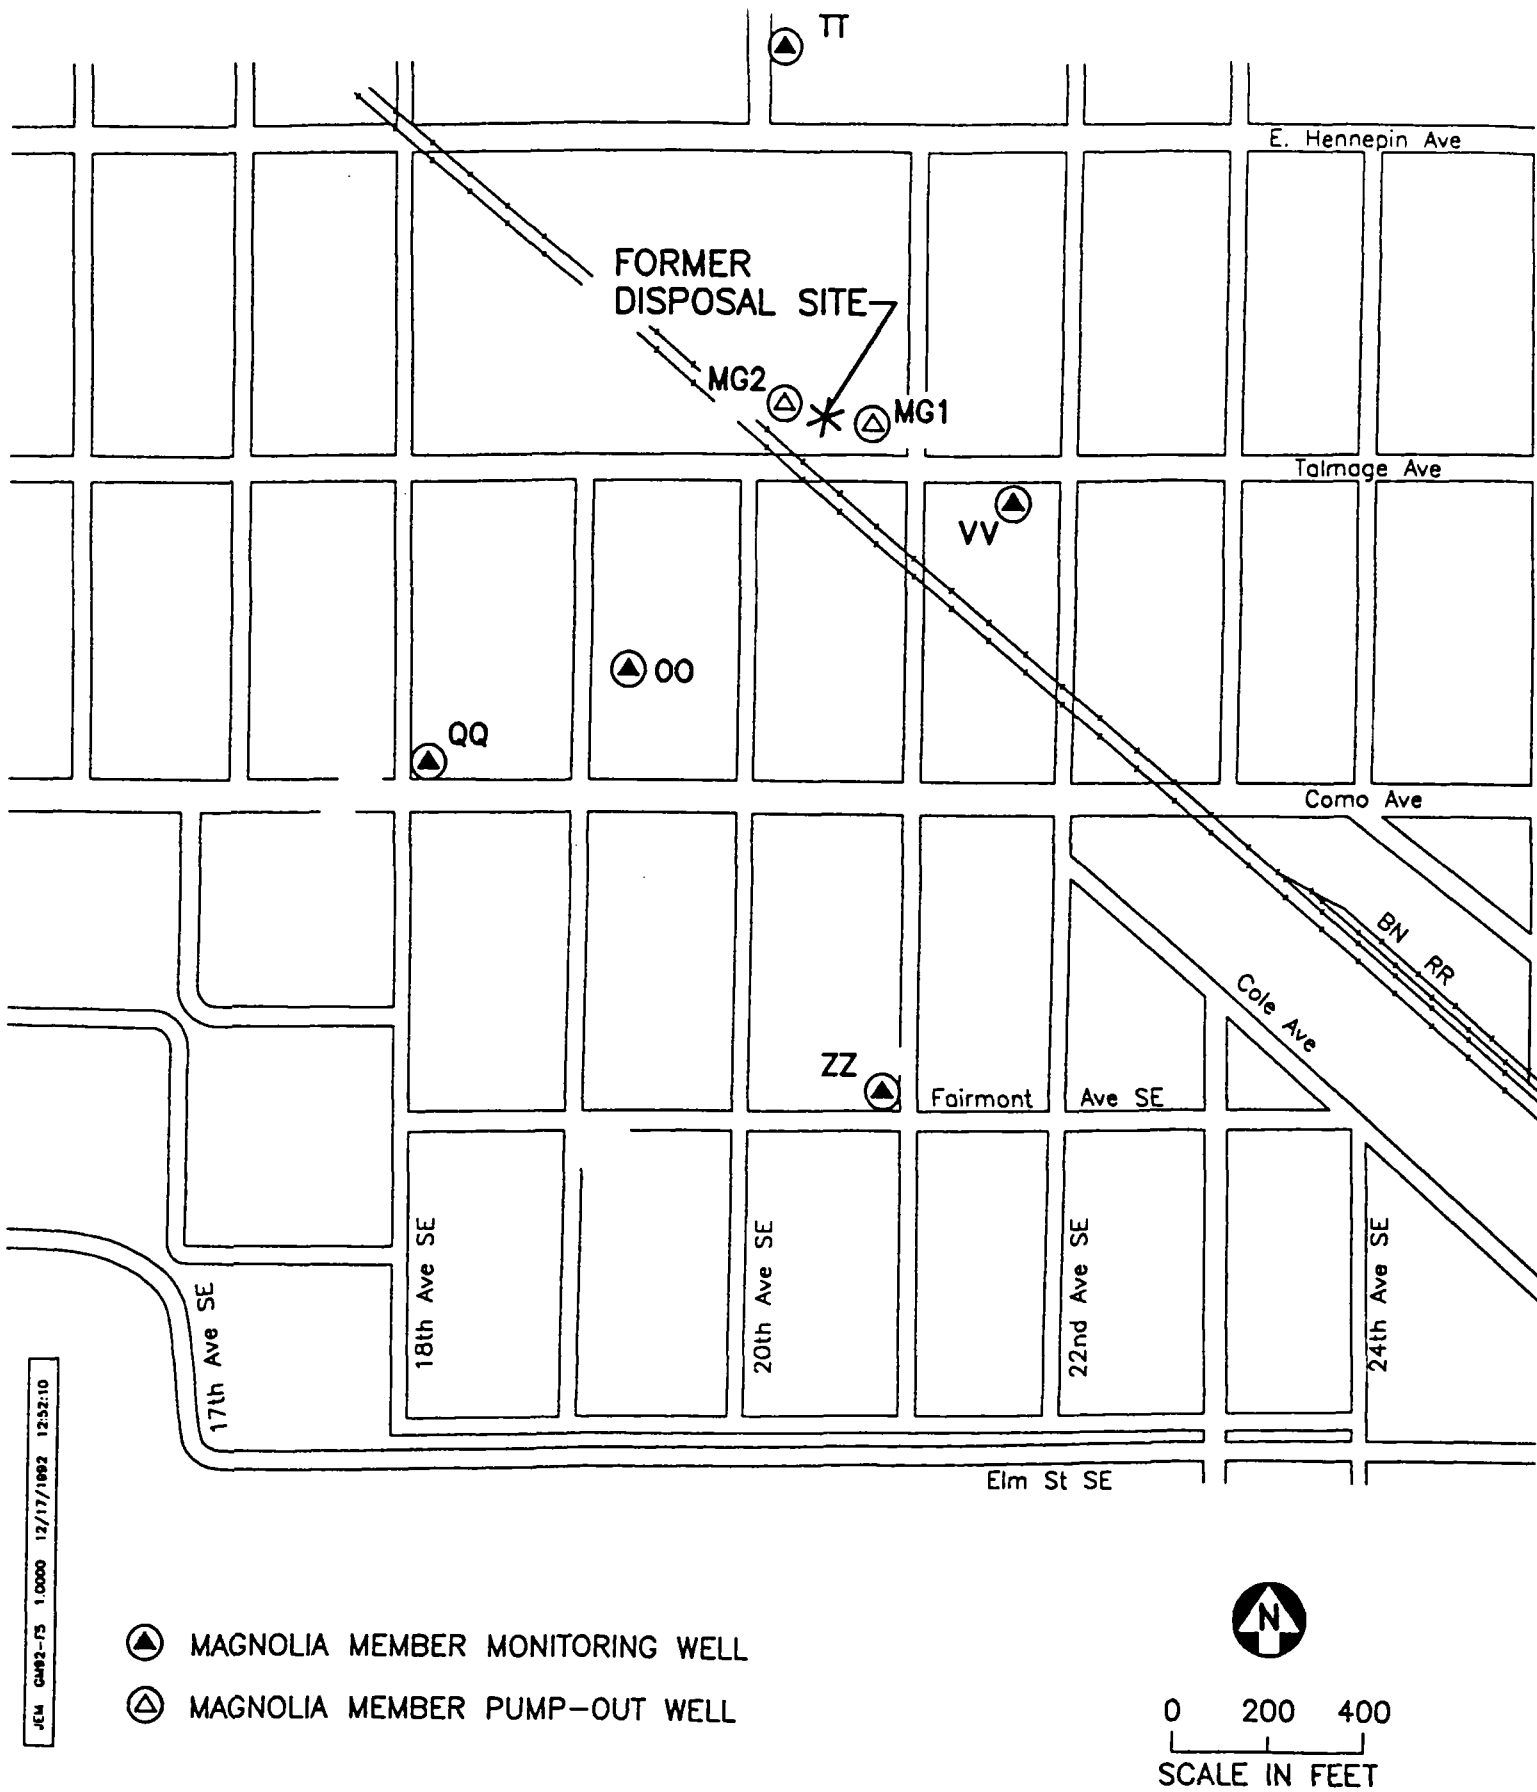 TT
E. Hennepin Ave
FORMER
DISPOSAL SITE
MG2
MG1
Talmage Ave
VV
OO
QQ
Como Ave
BN RR
Cole Ave
ZZ
Fairmont Ave SE
17th Ave SE
18th Ave SE
20th Ave SE
22nd Ave SE
24th Ave SE
Elm St SE
JEM GM92-F5 1.0000 12/17/1992 12:52:10
MAGNOLIA MEMBER MONITORING WELL
MAGNOLIA MEMBER PUMP-OUT WELL
N
0 200 400
SCALE IN FEET